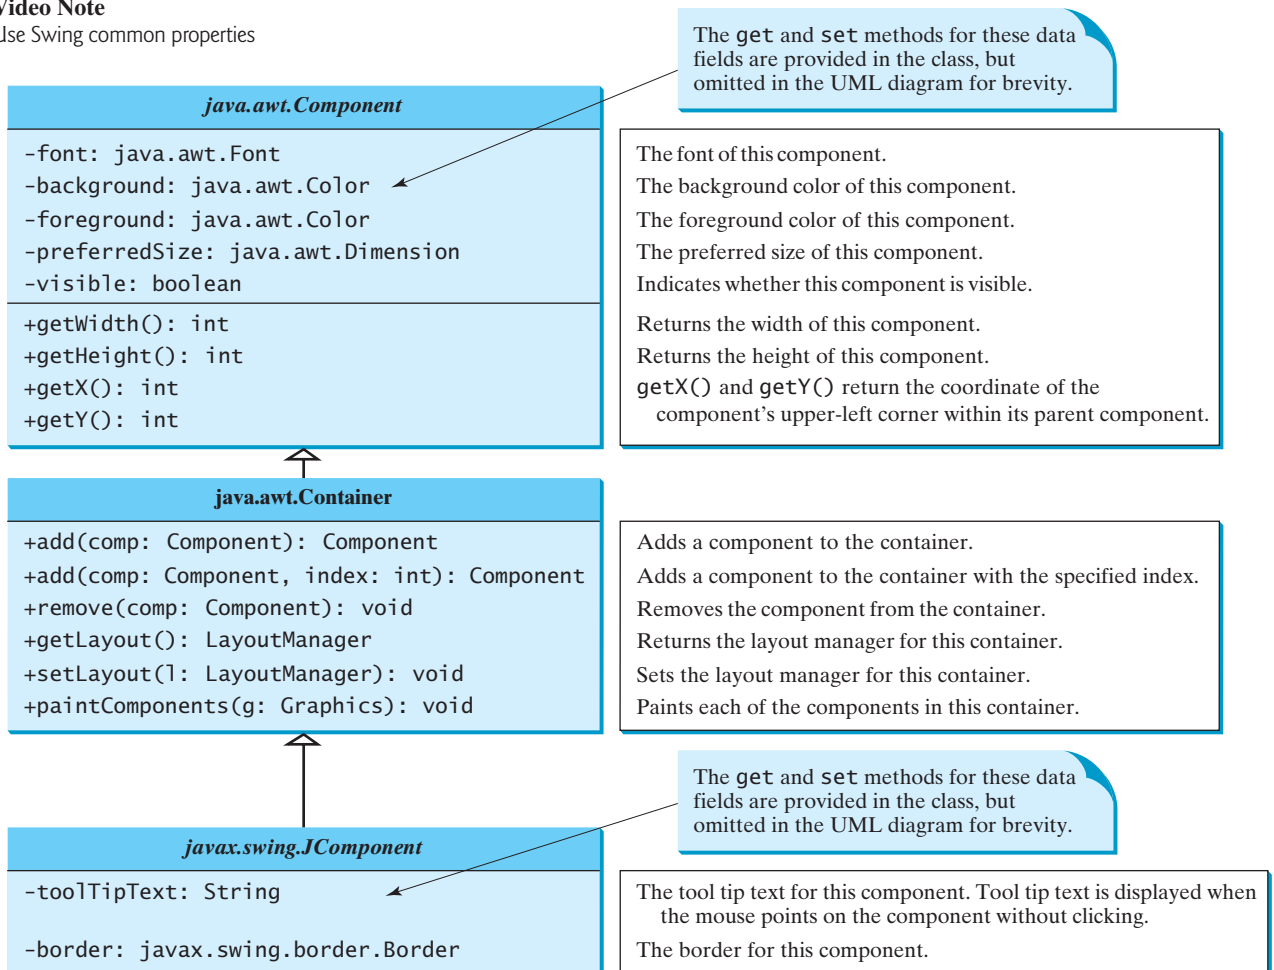 Video Note
Use Swing common properties
The get and set methods for these data
fields are provided in the class, but
omitted in the UML diagram for brevity.
java.awt.Component
-font: java.awt.Font
The font of this component.
-background: java.awt.Color
The background color of this component.
-foreground: java.awt.Color
The foreground color of this component.
-preferredSize: java.awt.Dimension
The preferred size of this component.
-visible: boolean
Indicates whether this component is visible.
+getWidth(): int
Returns the width of this component.
+getHeight(): int
Returns the height of this component.
+getX(): int
getX() and getY() return the coordinate of the
+getY(): int
component's upper-left corner within its parent component.
java.awt.Container
+add(comp: Component): Component
Adds a component to the container.
+add(comp: Component, index: int): Component
Adds a component to the container with the specified index.
+remove(comp: Component): void
Removes the component from the container.
+getLayout(): LayoutManager
Returns the layout manager for this container.
+setLayout(l: LayoutManager): void
Sets the layout manager for this container.
+paintComponents(g: Graphics): void
Paints each of the components in this container.
The get and set methods for these data
fields are provided in the class, but
omitted in the UML diagram for brevity.
javax.swing.JComponent
-toolTipText: String
The tool tip text for this component. Tool tip text is displayed when
the mouse points on the component without clicking.
-border: javax.swing.border.Border
The border for this component.